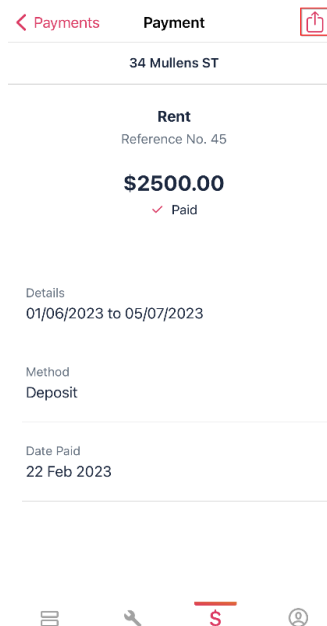 Payments
Payment
34 Mullens ST
Rent
Reference No. 45
$2500.00
Paid
Details
01/06/2023 to 05/07/2023
Method
Deposit
Date Paid
22 Feb 2023
$